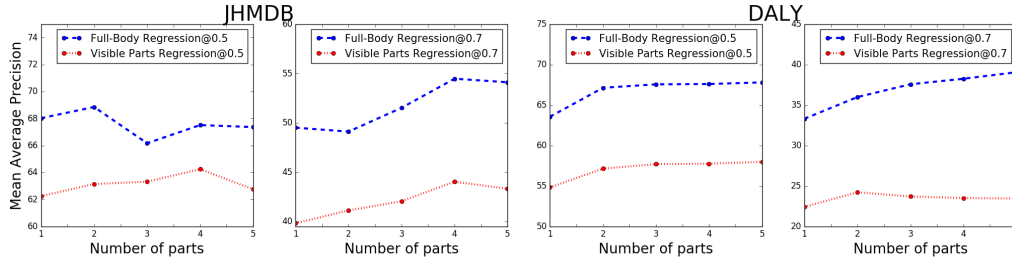 JHMDB
DALY
Mean Average Precision
74
72
70
68
66
64
62
60
Full-Body Regression@0.5
Visible Parts Regression@0.5
1 2 3 4 5
Number of parts
60
55
50
45
40
Full-Body Regression@0.7
Visible Parts Regression@0.7
1 2 3 4 5
Number of parts
75
70
65
60
55
50
Full-Body Regression@0.5
Visible Parts Regression@0.5
1 2 3 4 5
Number of parts
45
40
35
30
25
20
Full-Body Regression@0.7
Visible Parts Regression@0.7
1 2 3 4
Number of parts